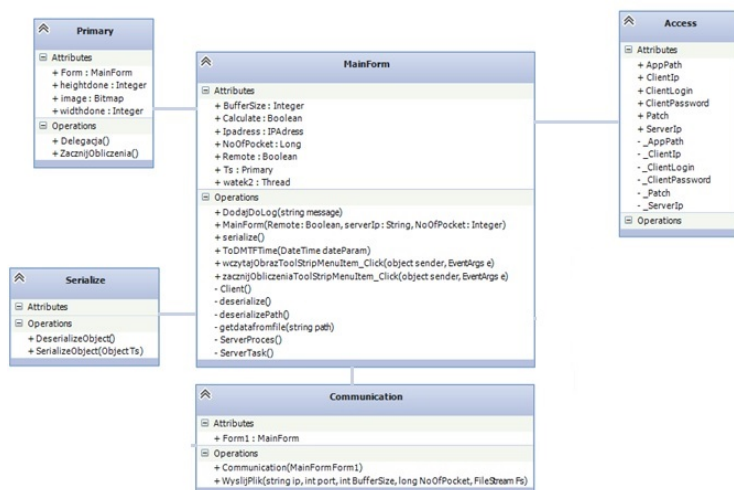 Primary
Attributes
+ Form : MainForm
+ heightdone : Integer
+ image : Bitmap
+ widthdone : Integer
Operations
+ Delegacja()
+ ZacznijObliczenia()
MainForm
Attributes
+ BufferSize : Integer
+ Calculate : Boolean
+ Ipadress : IPAdress
+ NoOfPocket : Long
+ Remote : Boolean
+ Ts : Primary
+ watek2 : Thread
Operations
+ DodajDoLog(string message)
+ MainForm(Remote: Boolean, serverIp : String, NoOfPocket : Integer)
+ serialize()
+ ToDMTFTime(DateTime dateParam)
+ wczytajObrazToolStripMenuItem_Click(object sender, EventArgs e)
+ zacznijObliczeniaToolStripMenuItem_Click(object sender, EventArgs e)
- Client()
- deserialize()
- deserializePath()
- getdatafromfile(string path)
- ServerProces()
- ServerTask()
Access
Attributes
+ AppPath
+ ClientIp
+ ClientLogin
+ ClientPassword
+ Patch
+ ServerIp
- _AppPath
- _ClientIp
- _ClientLogin
- _ClientPassword
- _Patch
- _ServerIp
Operations
Serialize
Attributes
Operations
+ DeserializeObject()
+ SerializeObject(Object Ts)
Communication
Attributes
+ Form1 : MainForm
Operations
+ Communication(MainForm Form1)
+ WyslijPlik(string ip, int port, int BufferSize, long NoOfPocket, FileStream Fs)